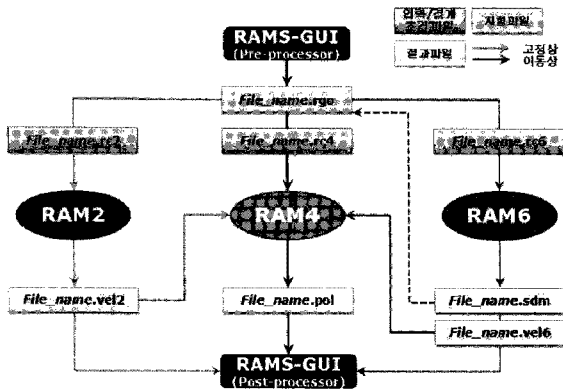 RAMS-GUI
(Pre-processor)
입력/경계
조건파일
지형파일
결과파일
고정상
이동상
File_name.rgo
File_name.rc2
File_name.rc4
File_name.rc6
RAM2
RAM4
RAM6
File_name.vel2
File_name.pol
File_name.sdm
File_name.vel6
RAMS-GUI
(Post-processor)